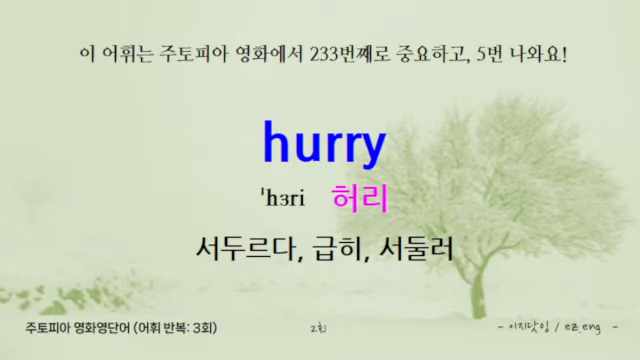 이 어휘는 주토피아 영화에서 233번째로 중요하고, 5번 나와요!
hurry
ˈhɜri 허리
서두르다, 급히, 서둘러
주토피아 영화영단어 (어휘 반복: 3회) 2회 - 이지닷잉 / ez.eng -